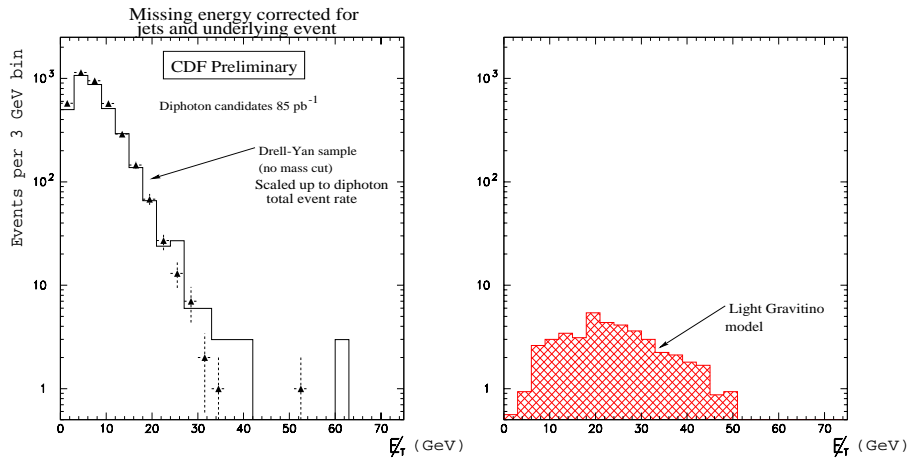 Missing energy corrected for
jets and underlying event
CDF Preliminary
Diphoton candidates 85 pb⁻¹
Drell-Yan sample
(no mass cut)
Scaled up to diphoton
total event rate
Events per 3 GeV bin
10³
10²
10
1
0 10 20 30 40 50 60 70
E̸_T (GeV)
Light Gravitino
model
10³
10²
10
1
0 10 20 30 40 50 60 70
E̸_T (GeV)